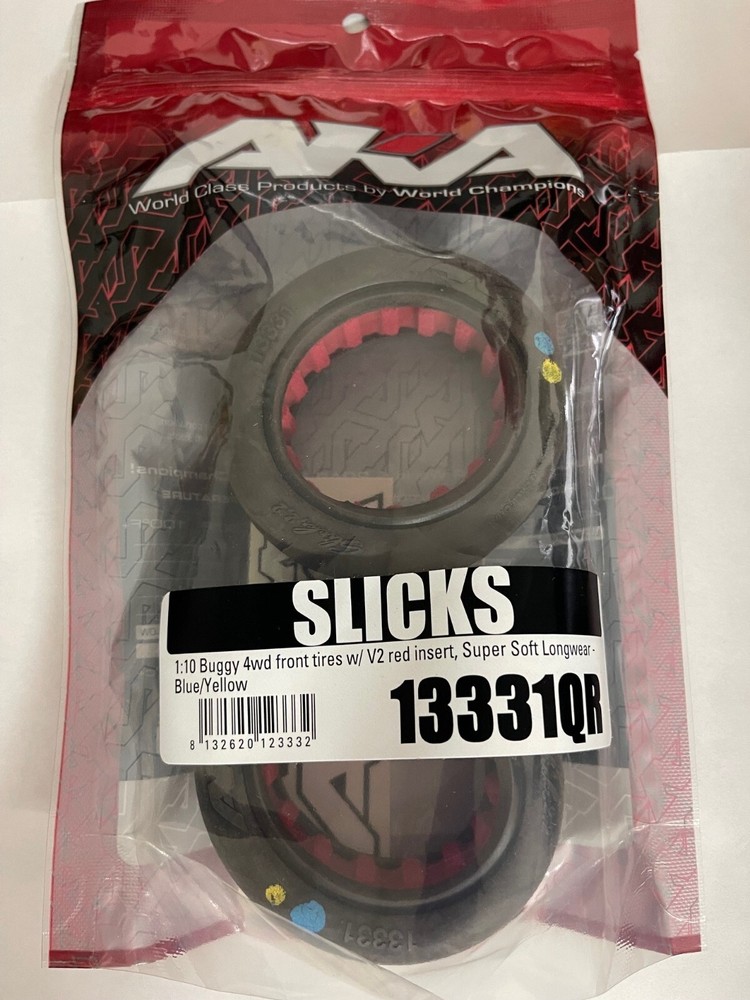 AKA
World Class Products by World Champions
SLICKS
1:10 Buggy 4wd front tires w/ V2 red insert, Super Soft Longwear -
Blue/Yellow
13331QR
8 132620 123332
13331